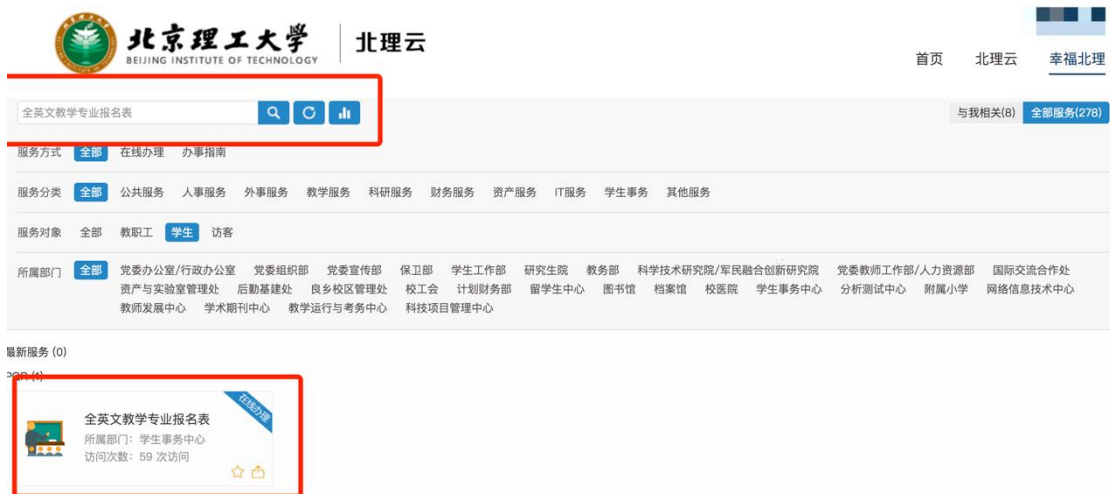 北京理工大学 北理云
BEIJING INSTITUTE OF TECHNOLOGY
首页 北理云 幸福北理
全英文教学专业报名表
与我相关(8) 全部服务(278)
服务方式 全部 在线办理 办事指南
服务分类 全部 公共服务 人事服务 外事服务 教学服务 科研服务 财务服务 资产服务 IT服务 学生事务 其他服务
服务对象 全部 教职工 学生 访客
所属部门 全部 党委办公室/行政办公室 党委组织部 党委宣传部 保卫部 学生工作部 研究生院 教务部 科学技术研究院/军民融合创新研究院 党委教师工作部/人力资源部 国际交流合作处
资产与实验室管理处 后勤基建处 良乡校区管理处 校工会 计划财务部 留学生中心 图书馆 档案馆 校医院 学生事务中心 分析测试中心 附属小学 网络信息技术中心
教师发展中心 学术期刊中心 教学运行与考务中心 科技项目管理中心
最新服务 (0)
(1)
全英文教学专业报名表
在线办理
所属部门：学生事务中心
访问次数：59 次访问